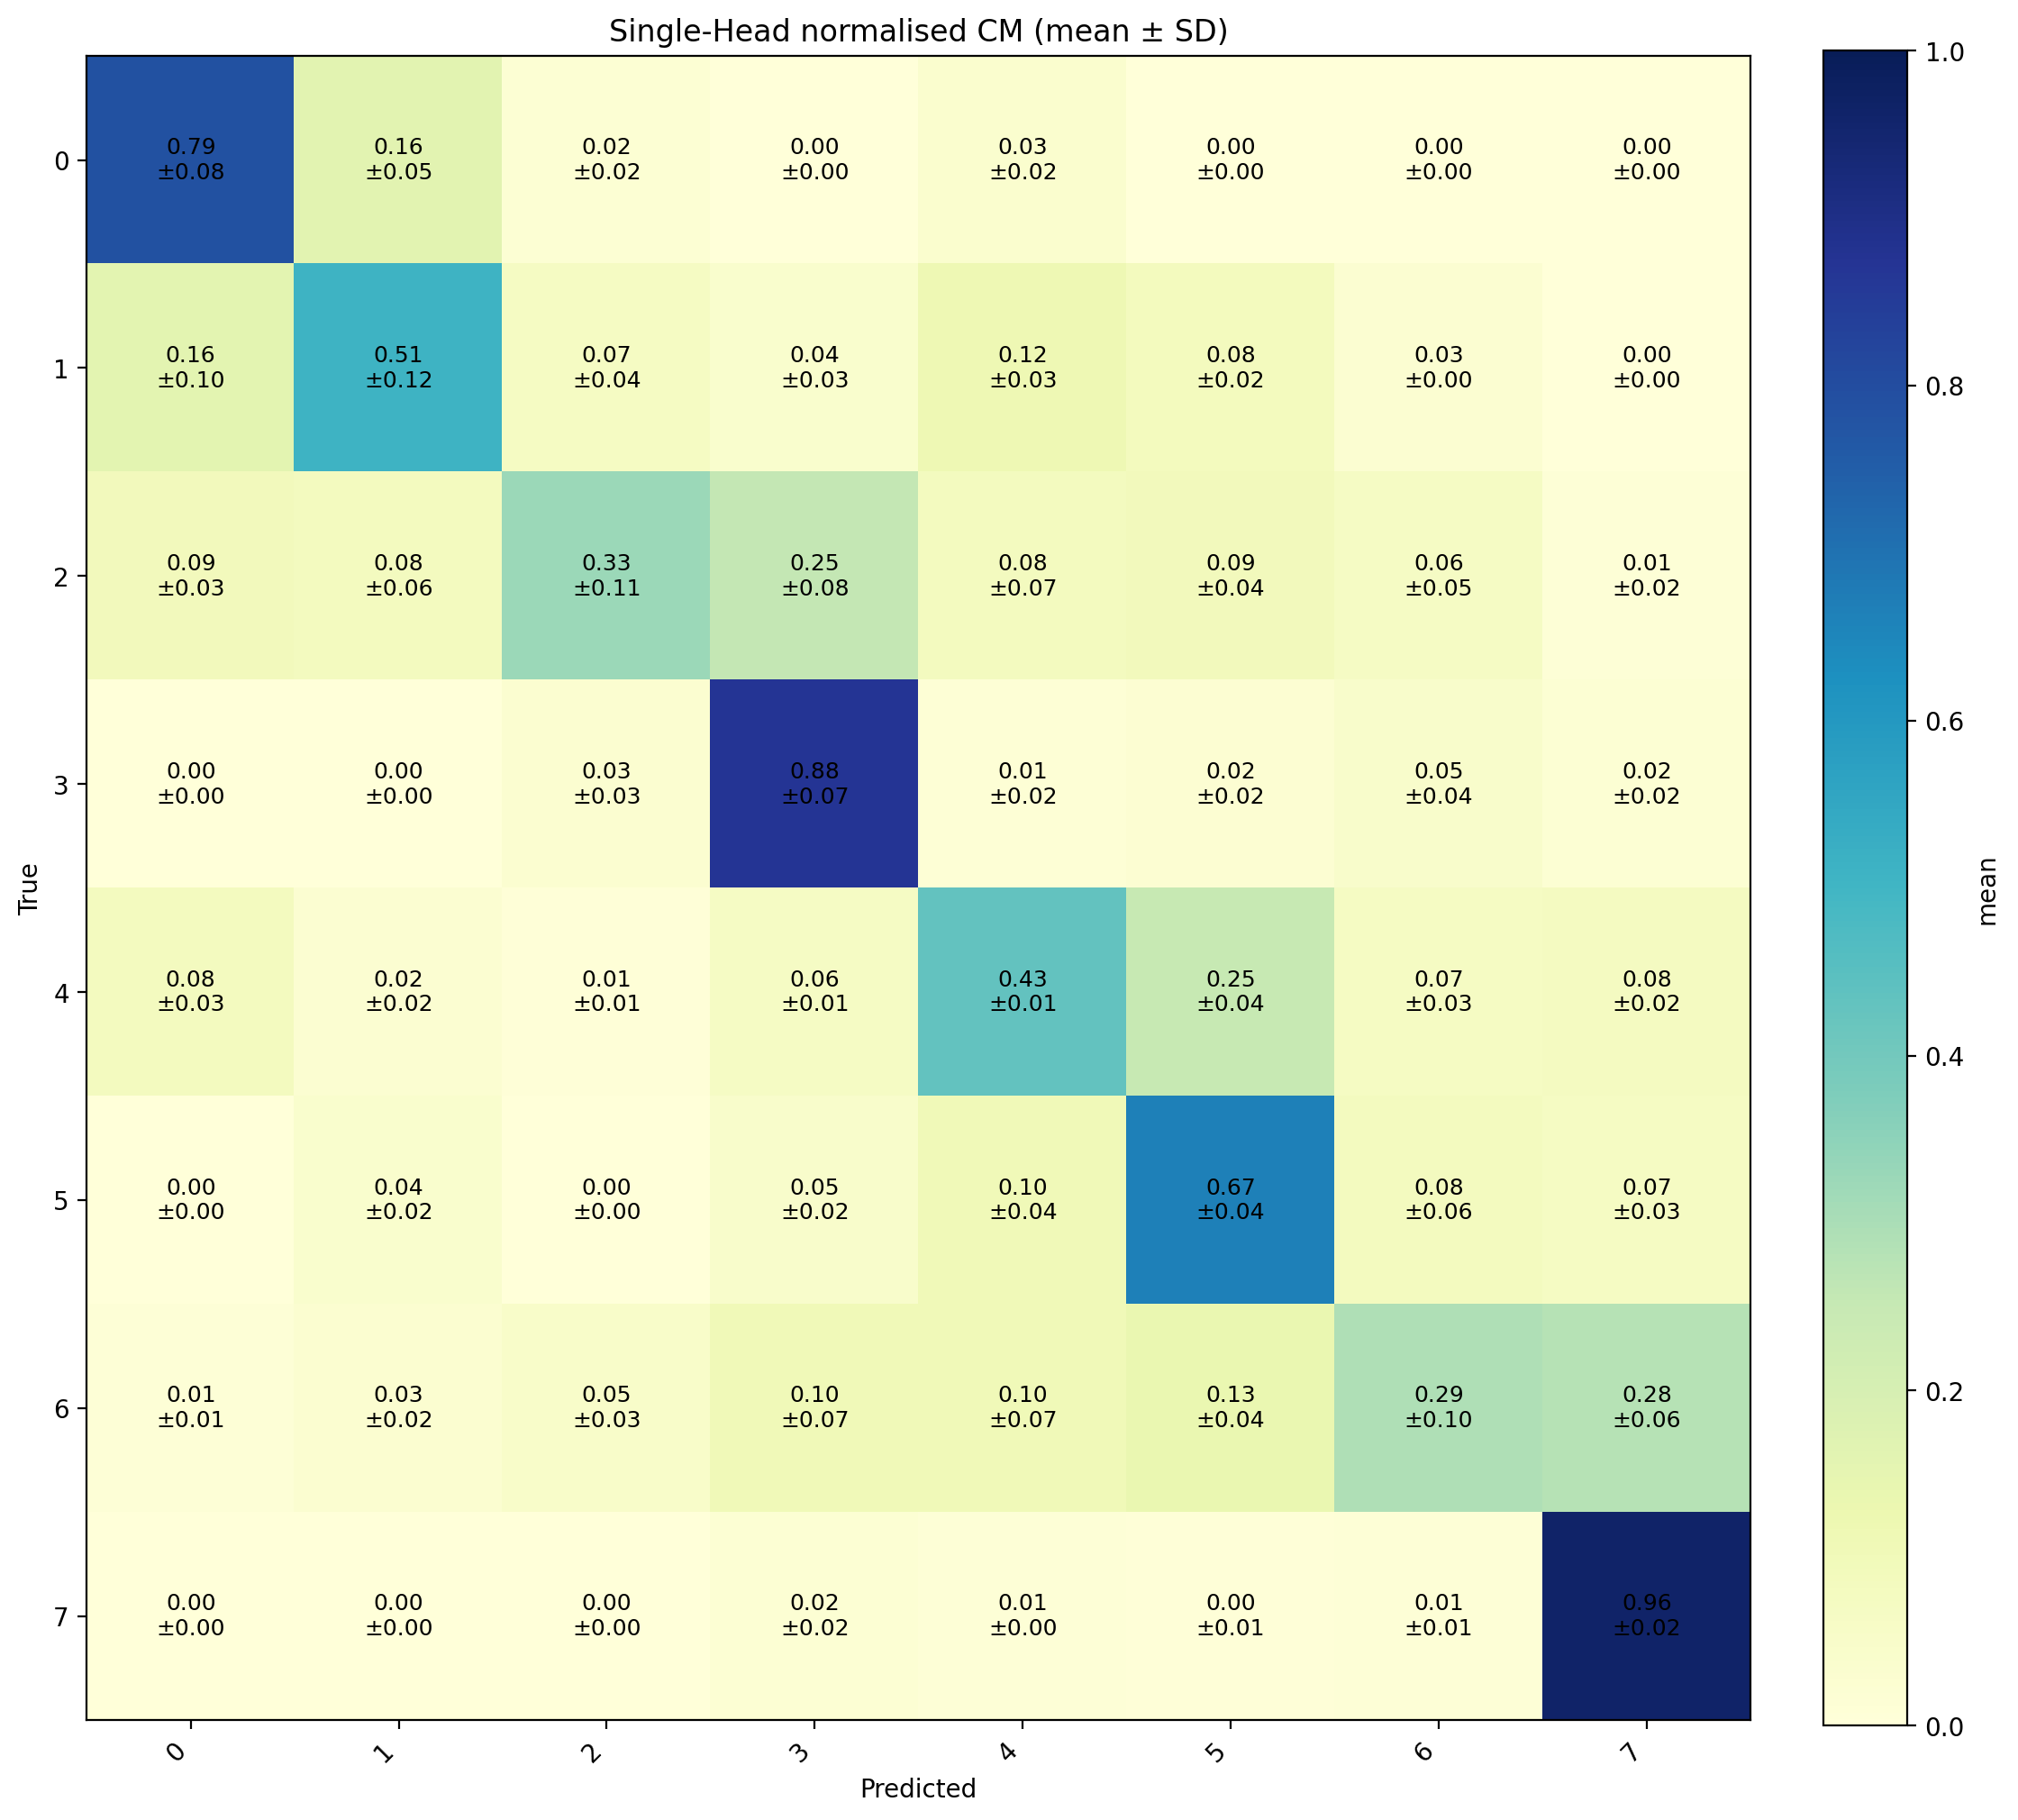 Single-Head normalised CM (mean ± SD)
1.0
0 0.79 0.16 0.02 0.00 0.03 0.00 0.00 0.00
±0.08 ±0.05 ±0.02 ±0.00 ±0.02 ±0.00 ±0.00 ±0.00
1 0.16 0.51 0.07 0.04 0.12 0.08 0.03 0.00
±0.10 ±0.12 ±0.04 ±0.03 ±0.03 ±0.02 ±0.00 ±0.00
0.8
2 0.09 0.08 0.33 0.25 0.08 0.09 0.06 0.01
±0.03 ±0.06 ±0.11 ±0.08 ±0.07 ±0.04 ±0.05 ±0.02
0.6
3 0.00 0.00 0.03 0.88 0.01 0.02 0.05 0.02
±0.00 ±0.00 ±0.03 ±0.07 ±0.02 ±0.02 ±0.04 ±0.02
True
mean
4 0.08 0.02 0.01 0.06 0.43 0.25 0.07 0.08
±0.03 ±0.02 ±0.01 ±0.01 ±0.01 ±0.04 ±0.03 ±0.02
0.4
5 0.00 0.04 0.00 0.05 0.10 0.67 0.08 0.07
±0.00 ±0.02 ±0.00 ±0.02 ±0.04 ±0.04 ±0.06 ±0.03
0.2
6 0.01 0.03 0.05 0.10 0.10 0.13 0.29 0.28
±0.01 ±0.02 ±0.03 ±0.07 ±0.07 ±0.04 ±0.10 ±0.06
7 0.00 0.00 0.00 0.02 0.01 0.00 0.01 0.96
±0.00 ±0.00 ±0.00 ±0.02 ±0.00 ±0.01 ±0.01 ±0.02
0.0
0 1 2 3 4 5 6 7
Predicted